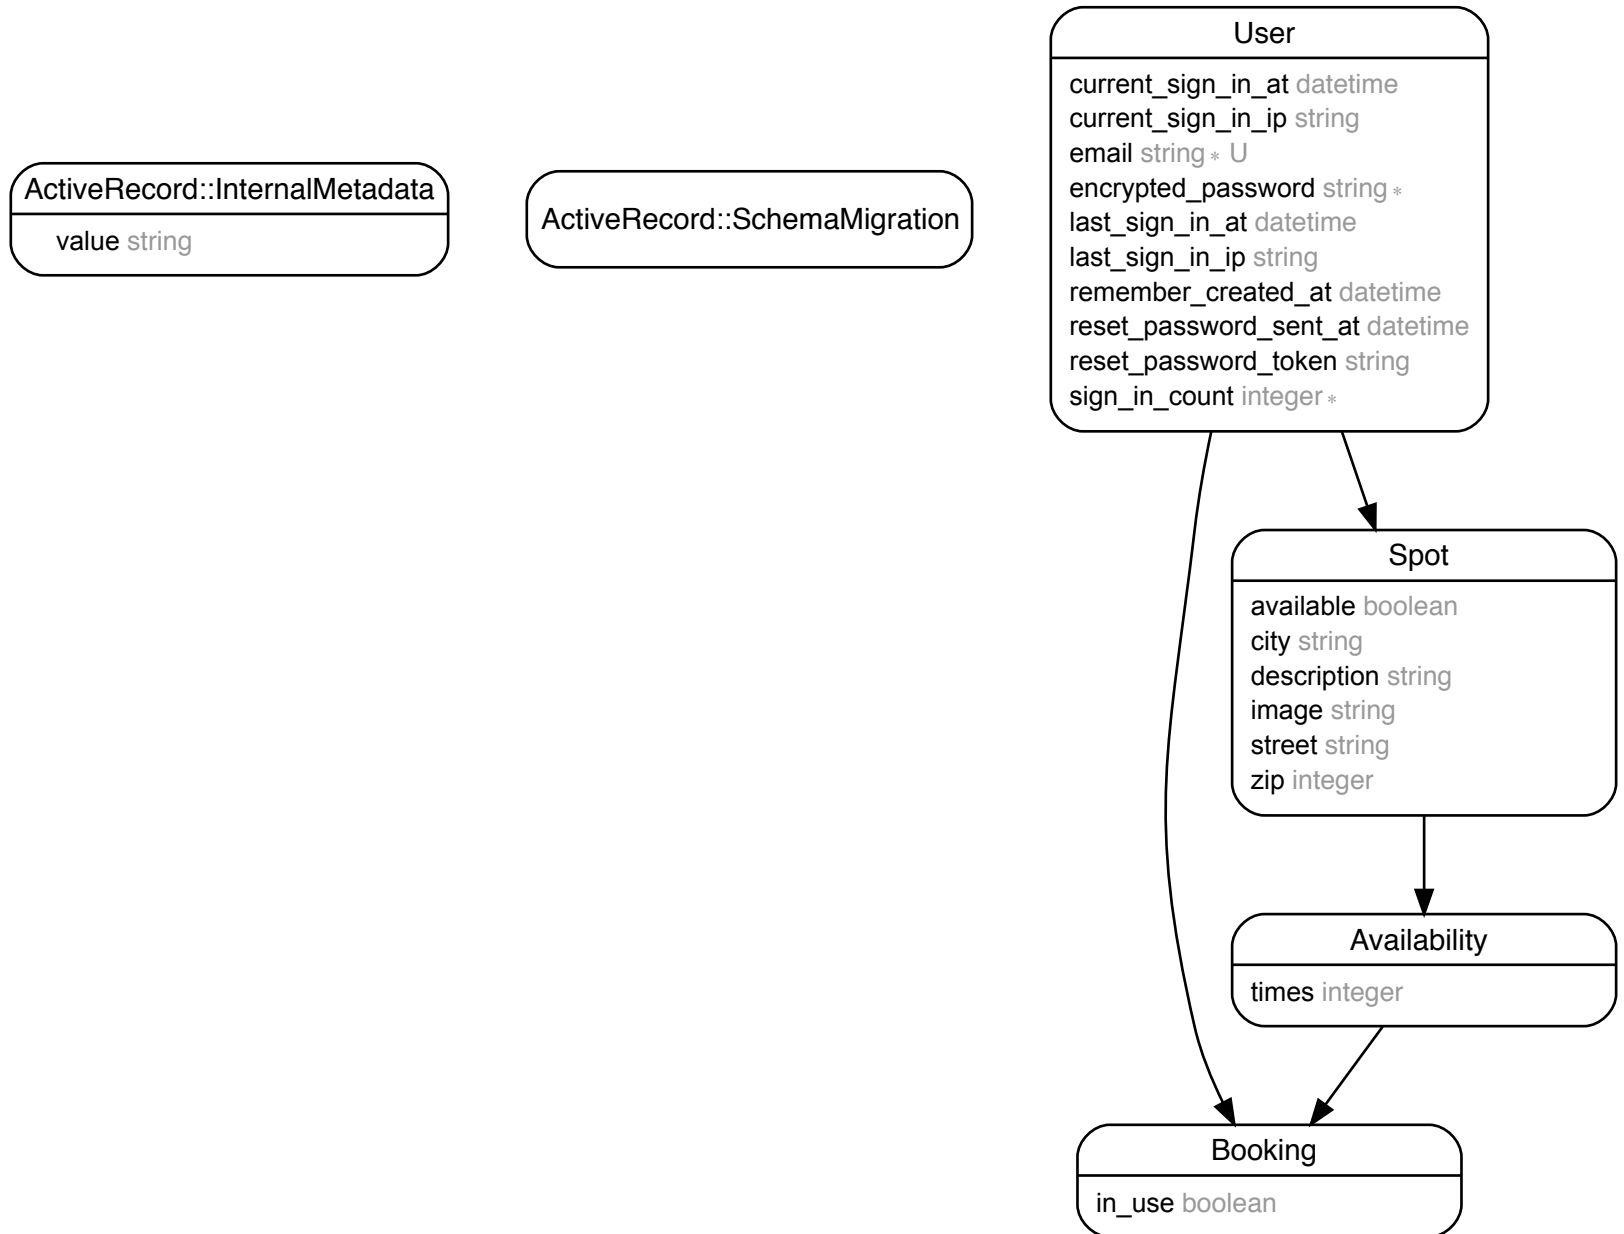 ActiveRecord::InternalMetadata
value string
ActiveRecord::SchemaMigration
User
current_sign_in_at datetime
current_sign_in_ip string
email string * U
encrypted_password string *
last_sign_in_at datetime
last_sign_in_ip string
remember_created_at datetime
reset_password_sent_at datetime
reset_password_token string
sign_in_count integer *
Spot
available boolean
city string
description string
image string
street string
zip integer
Availability
times integer
Booking
in_use boolean